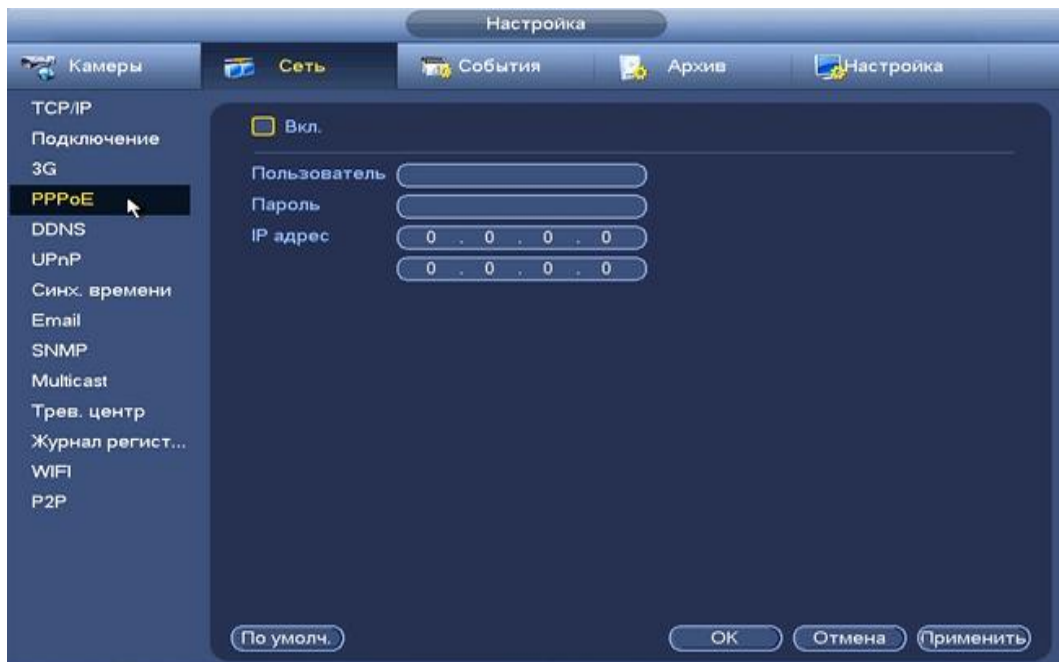 Настройка
Камеры Сеть События Архив Настройка
TCP/IP
Подключение
3G
PPPoE
DDNS
UPnP
Синх. времени
Email
SNMP
Multicast
Трев. центр
Журнал регист...
WIFI
P2P
Вкл.
Пользователь
Пароль
IP адрес 0 . 0 . 0 . 0
0 . 0 . 0 . 0
По умолч. OK Отмена Применить